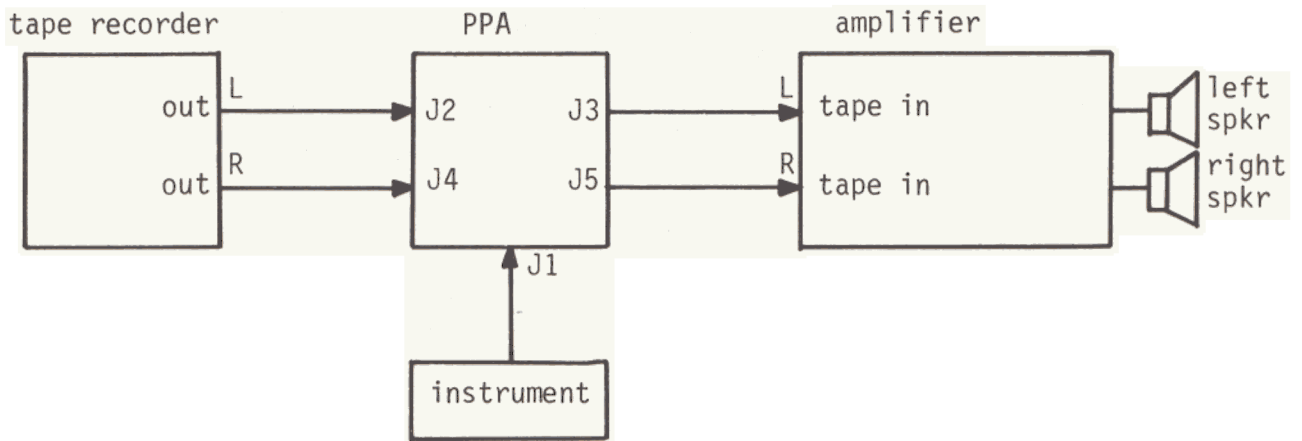 tape recorder
PPA
amplifier
out
L
J2
J3
L
tape in
left
spkr
out
R
J4
J5
R
tape in
right
spkr
J1
instrument